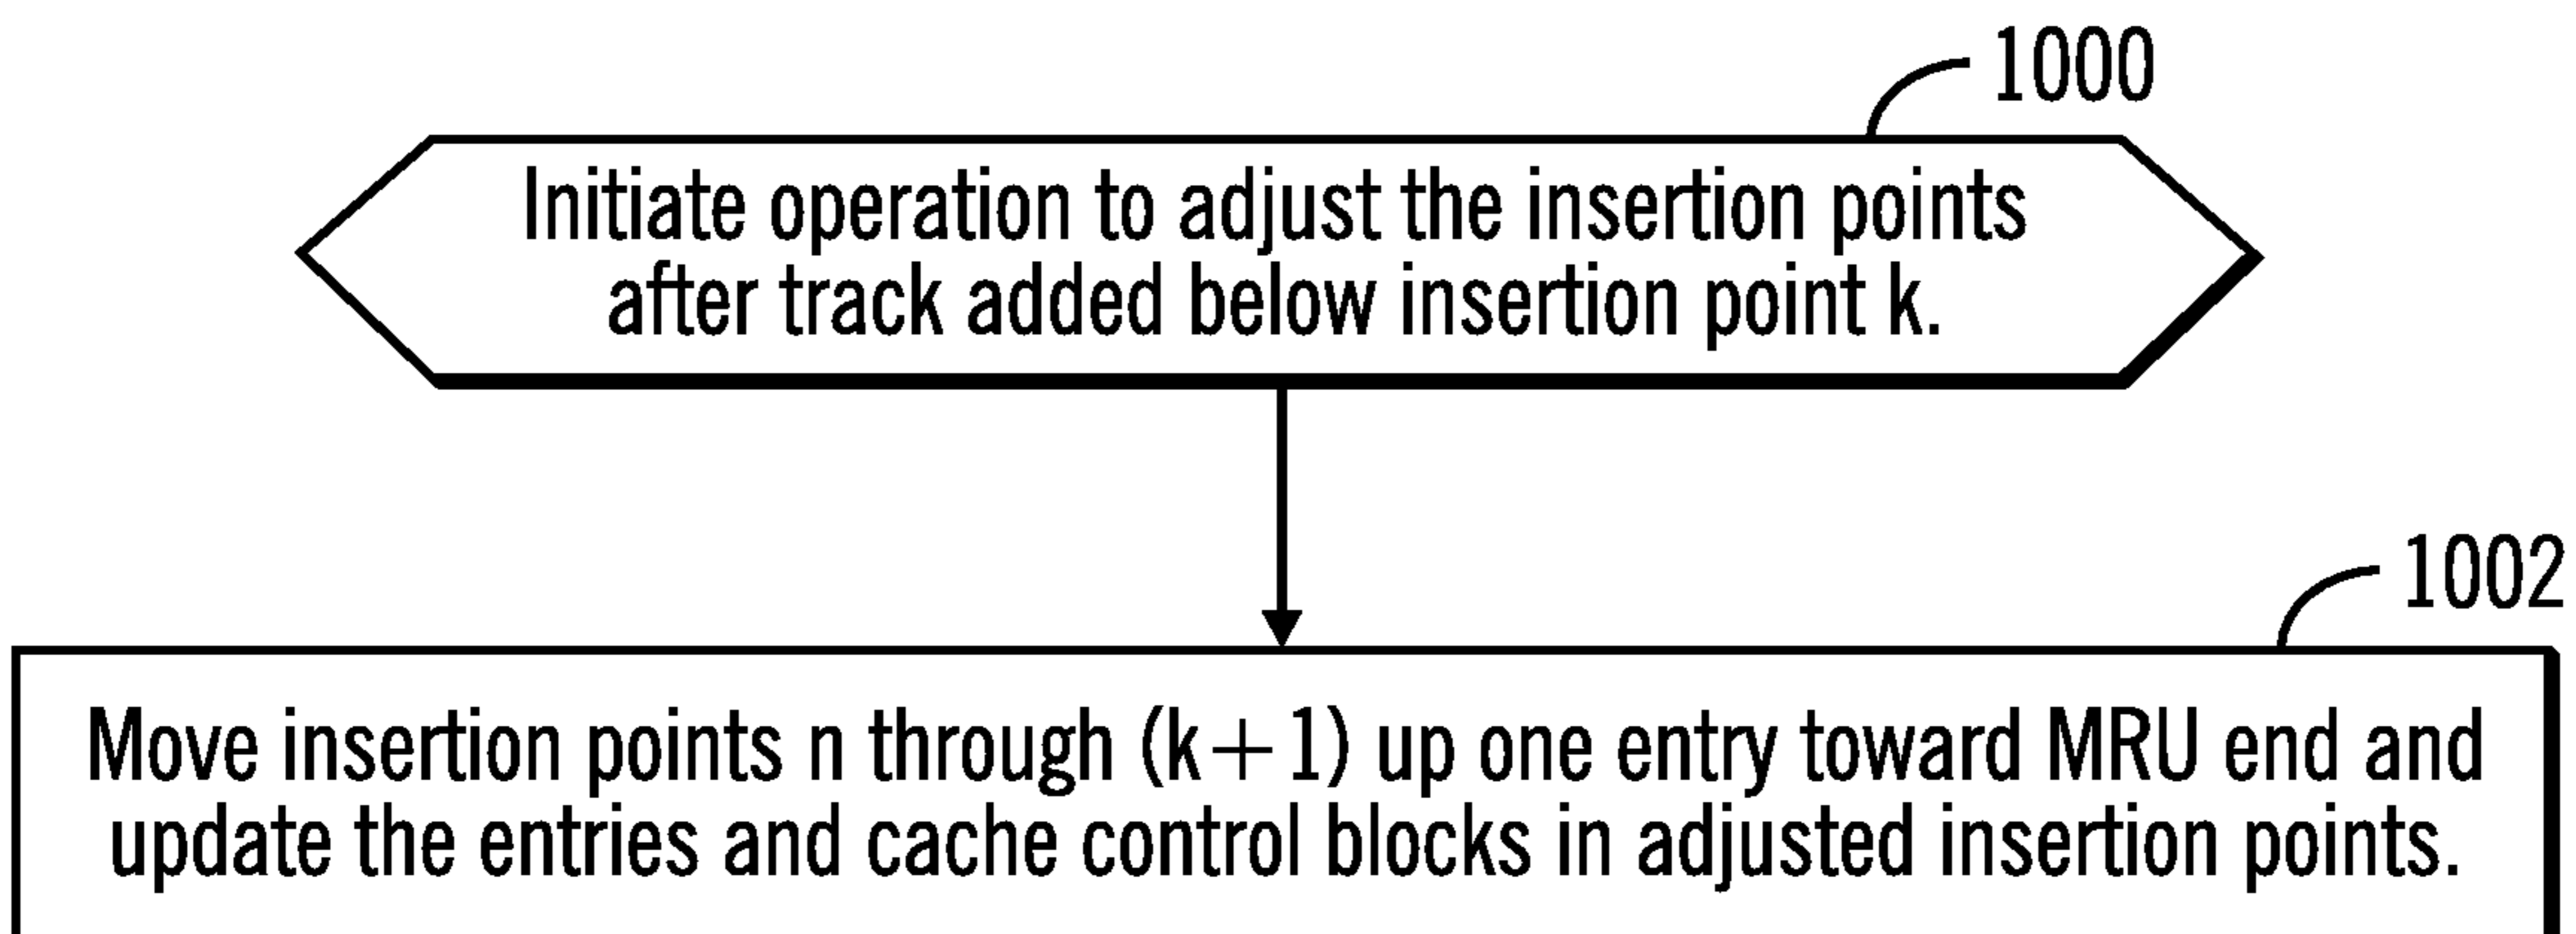 1000
Initiate operation to adjust the insertion points
after track added below insertion point k.
1002
Move insertion points n through (k+1) up one entry toward MRU end and
update the entries and cache control blocks in adjusted insertion points.